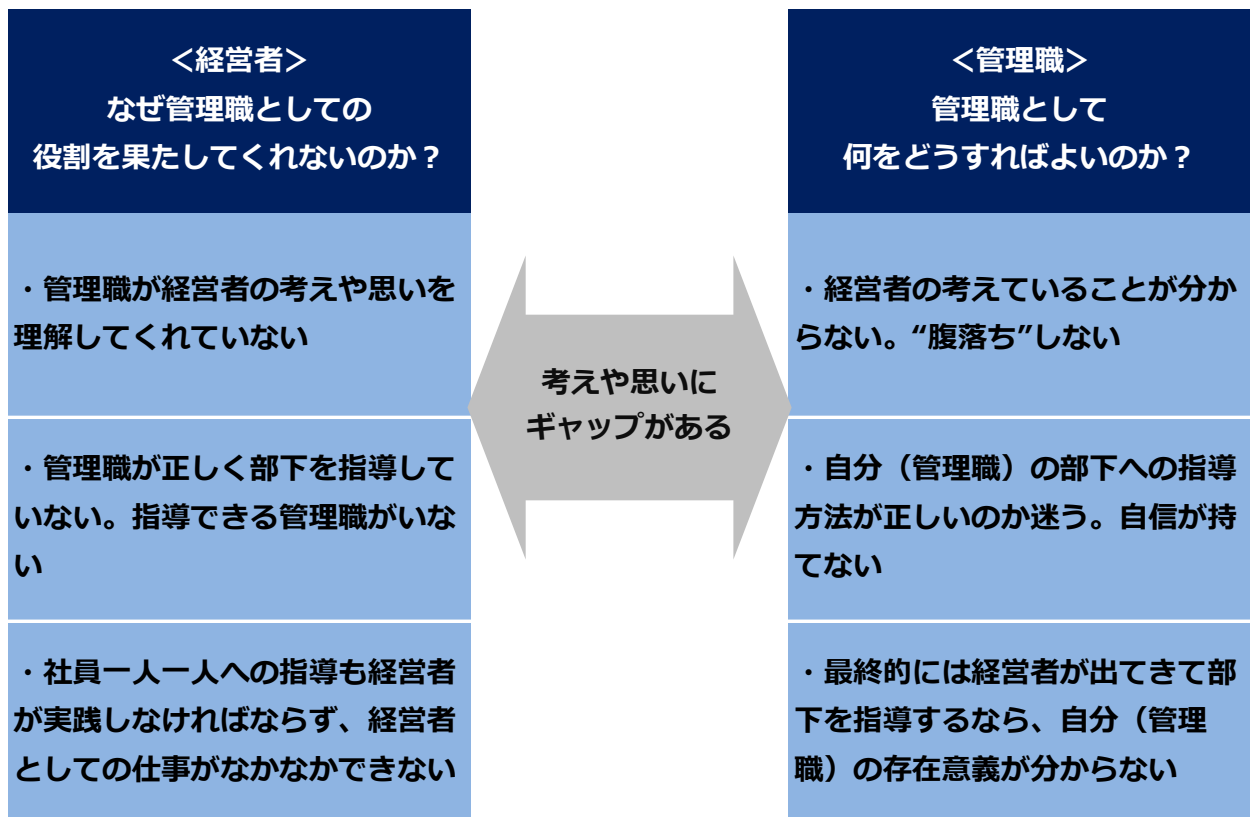 ＜経営者＞
なぜ管理職としての
役割を果たしてくれないのか？
・管理職が経営者の考えや思いを
理解してくれていない
・管理職が正しく部下を指導して
いない。指導できる管理職がいな
い
・社員一人一人への指導も経営者
が実践しなければならず、経営者
としての仕事がなかなかできない
考えや思いに
ギャップがある
＜管理職＞
管理職として
何をどうすればよいのか？
・経営者の考えていることが分か
らない。“腹落ち”しない
・自分（管理職）の部下への指導
方法が正しいのか迷う。自信が持
てない
・最終的には経営者が出てきて部
下を指導するなら、自分（管理
職）の存在意義が分からない